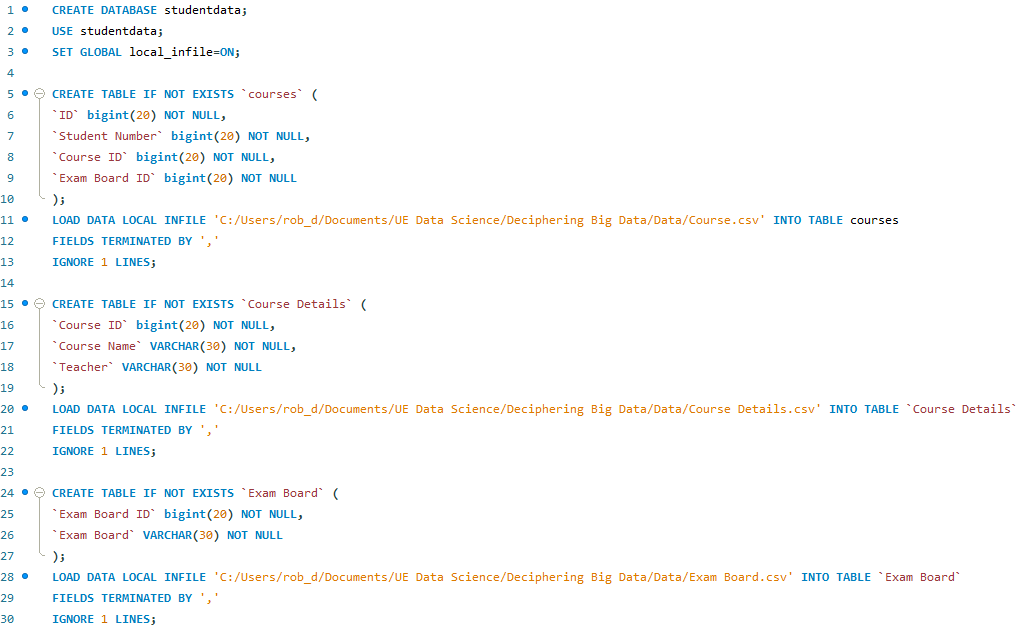 1 CREATE DATABASE studentdata;
2 USE studentdata;
3 SET GLOBAL local_infile=ON;
4
5 CREATE TABLE IF NOT EXISTS `courses` (
6 `ID` bigint(20) NOT NULL,
7 `Student Number` bigint(20) NOT NULL,
8 `Course ID` bigint(20) NOT NULL,
9 `Exam Board ID` bigint(20) NOT NULL
10 );
11 LOAD DATA LOCAL INFILE 'C:/Users/rob_d/Documents/UE Data Science/Deciphering Big Data/Data/Course.csv' INTO TABLE courses
12 FIELDS TERMINATED BY ','
13 IGNORE 1 LINES;
14
15 CREATE TABLE IF NOT EXISTS `Course Details` (
16 `Course ID` bigint(20) NOT NULL,
17 `Course Name` VARCHAR(30) NOT NULL,
18 `Teacher` VARCHAR(30) NOT NULL
19 );
20 LOAD DATA LOCAL INFILE 'C:/Users/rob_d/Documents/UE Data Science/Deciphering Big Data/Data/Course Details.csv' INTO TABLE `Course Details`
21 FIELDS TERMINATED BY ','
22 IGNORE 1 LINES;
23
24 CREATE TABLE IF NOT EXISTS `Exam Board` (
25 `Exam Board ID` bigint(20) NOT NULL,
26 `Exam Board` VARCHAR(30) NOT NULL
27 );
28 LOAD DATA LOCAL INFILE 'C:/Users/rob_d/Documents/UE Data Science/Deciphering Big Data/Data/Exam Board.csv' INTO TABLE `Exam Board`
29 FIELDS TERMINATED BY ','
30 IGNORE 1 LINES;